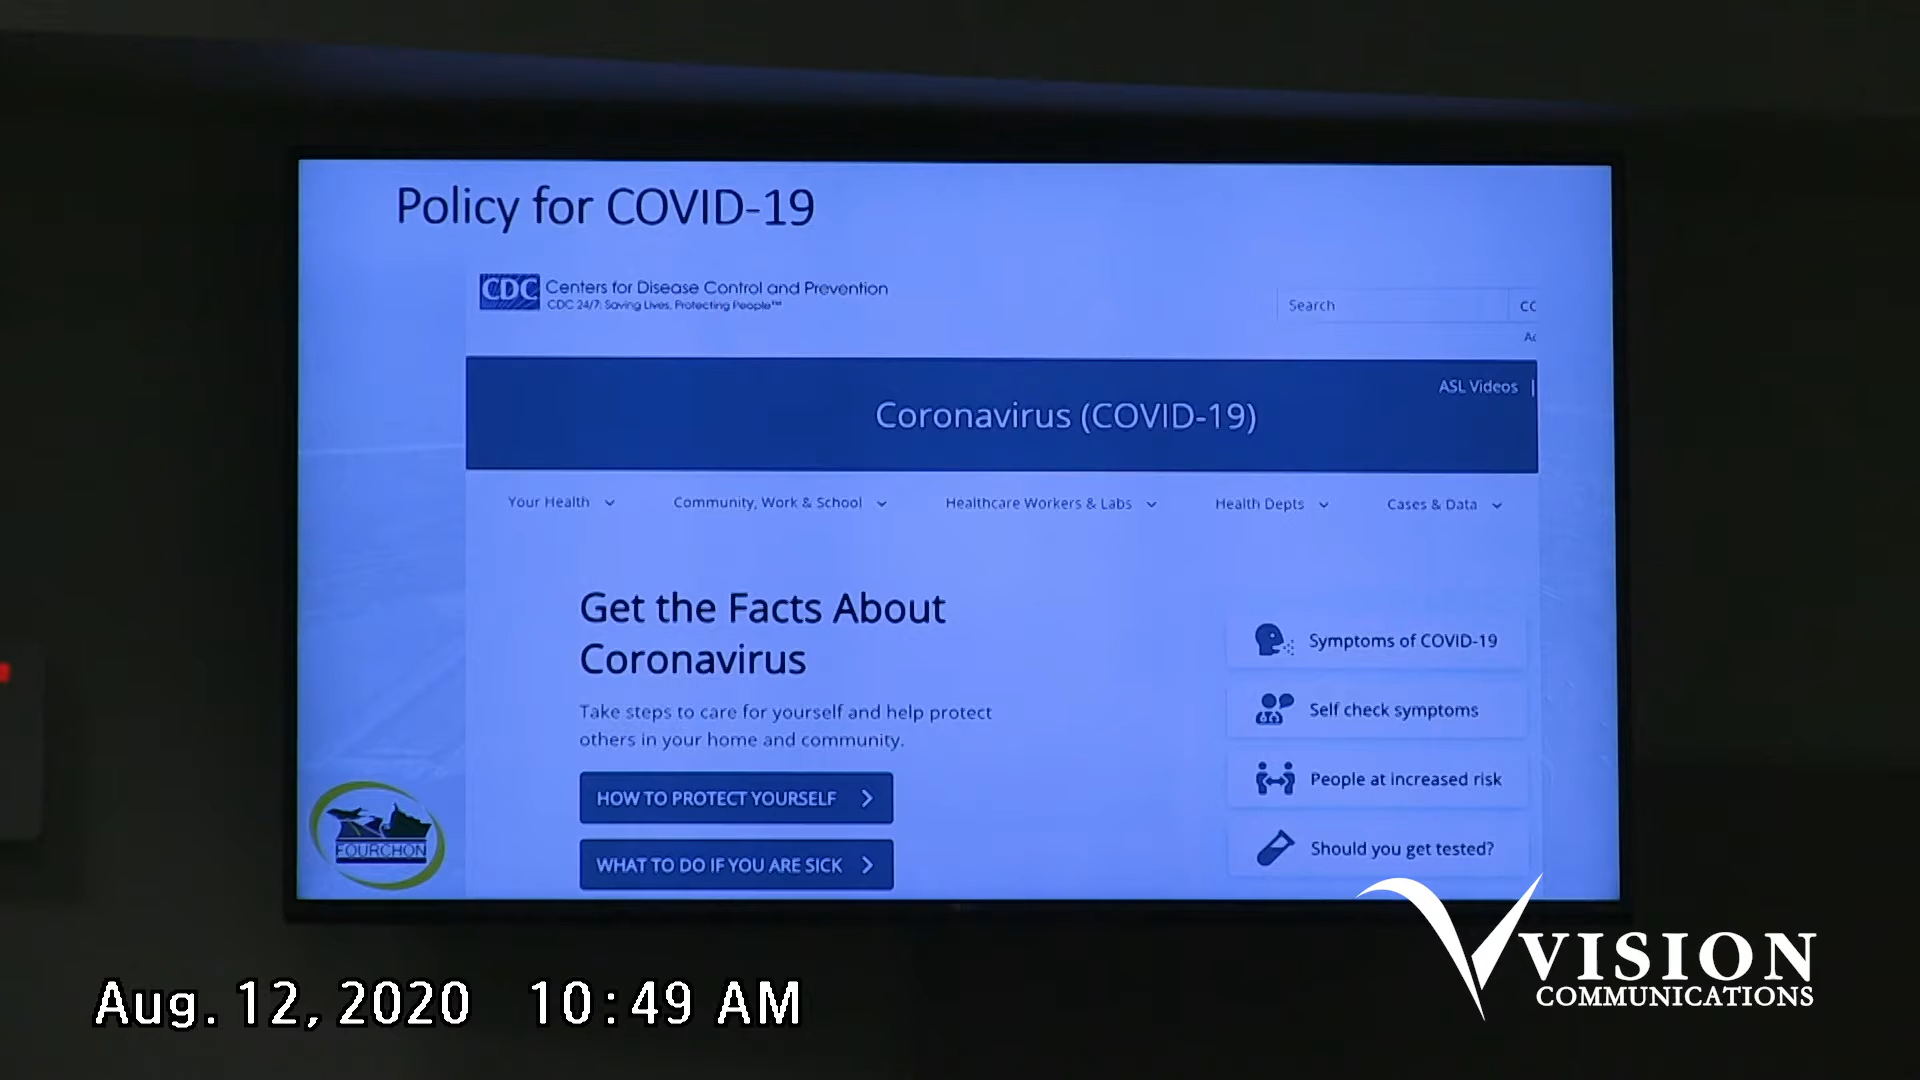 Policy for COVID-19
CDC
Centers for Disease Control and Prevention
CDC 24/7: Saving Lives, Protecting People™
Search
ASL Videos |
Coronavirus (COVID-19)
Your Health
Community, Work & School
Healthcare Workers & Labs
Health Depts
Cases & Data
Get the Facts About
Coronavirus
Take steps to care for yourself and help protect
others in your home and community.
HOW TO PROTECT YOURSELF
WHAT TO DO IF YOU ARE SICK
Symptoms of COVID-19
Self check symptoms
People at increased risk
Should you get tested?
FOURCHON
VISION
COMMUNICATIONS
Aug. 12, 2020 10:49 AM